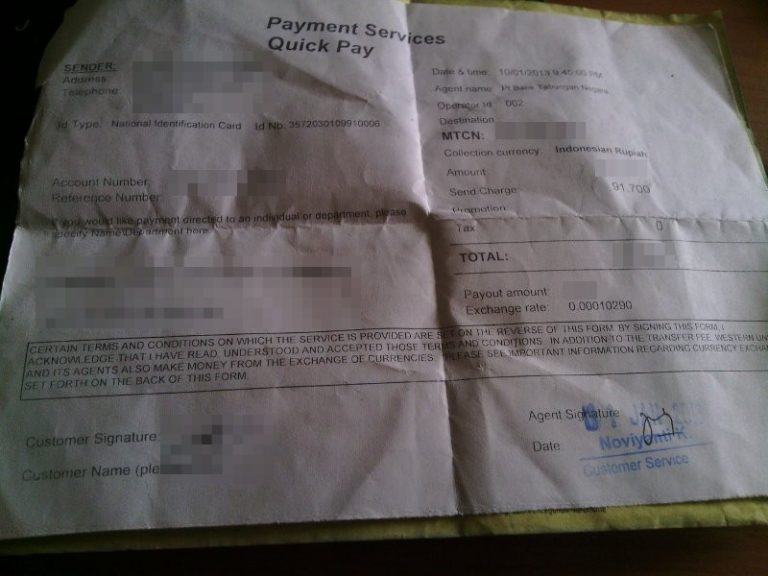 Payment Services
Quick Pay
SENDER:
Address:
Telephone:
Id Type: National Identification Card Id Nb: 3572030109910006
Account Number:
Reference Number:
If you would like payment directed to an individual or department, please
specify Name\Department here
Date & time: 10/01/2013 9:40:00 PM
Agent name: Pt Bank Tabungan Negara
Operator Id 002
Destination
MTCN:
Collection currency: Indonesian Rupiah
Amount
Send Charge 91.700
Promotion
Tax 0
TOTAL:
Payout amount:
Exchange rate: 0.00010290
CERTAIN TERMS AND CONDITIONS ON WHICH THE SERVICE IS PROVIDED ARE SET ON THE REVERSE OF THIS FORM. BY SIGNING THIS FORM, I
ACKNOWLEDGE THAT I HAVE READ, UNDERSTOOD AND ACCEPTED THOSE TERMS AND CONDITIONS. IN ADDITION TO THE TRANSFER FEE, WESTERN UN
AND ITS AGENTS ALSO MAKE MONEY FROM THE EXCHANGE OF CURRENCIES. PLEASE SEE IMPORTANT INFORMATION REGARDING CURRENCY EXCHA
SET FORTH ON THE BACK OF THIS FORM.
Customer Signature:
Customer Name (ple
Agent Signature
Date:
Noviyanti K.
Customer Service